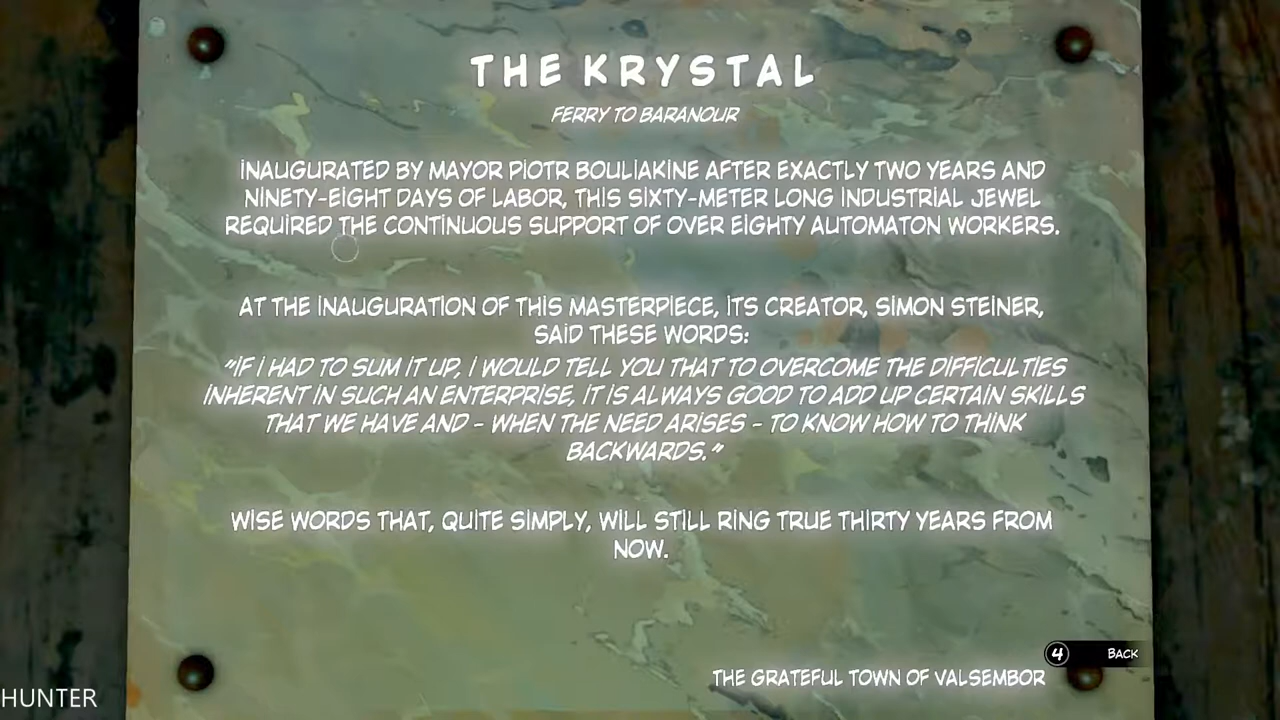 THE KRYSTAL
FERRY TO BARANOUR
INAUGURATED BY MAYOR PIOTR BOULIAKINE AFTER EXACTLY TWO YEARS AND
NINETY-EIGHT DAYS OF LABOR, THIS SIXTY-METER LONG INDUSTRIAL JEWEL
REQUIRED THE CONTINUOUS SUPPORT OF OVER EIGHTY AUTOMATON WORKERS.
AT THE INAUGURATION OF THIS MASTERPIECE, ITS CREATOR, SIMON STEINER,
SAID THESE WORDS:
"IF I HAD TO SUM IT UP, I WOULD TELL YOU THAT TO OVERCOME THE DIFFICULTIES
INHERENT IN SUCH AN ENTERPRISE, IT IS ALWAYS GOOD TO ADD UP CERTAIN SKILLS
THAT WE HAVE AND - WHEN THE NEED ARISES - TO KNOW HOW TO THINK
BACKWARDS."
WISE WORDS THAT, QUITE SIMPLY, WILL STILL RING TRUE THIRTY YEARS FROM
NOW.
4 BACK
THE GRATEFUL TOWN OF VALSEMBOR
HUNTER